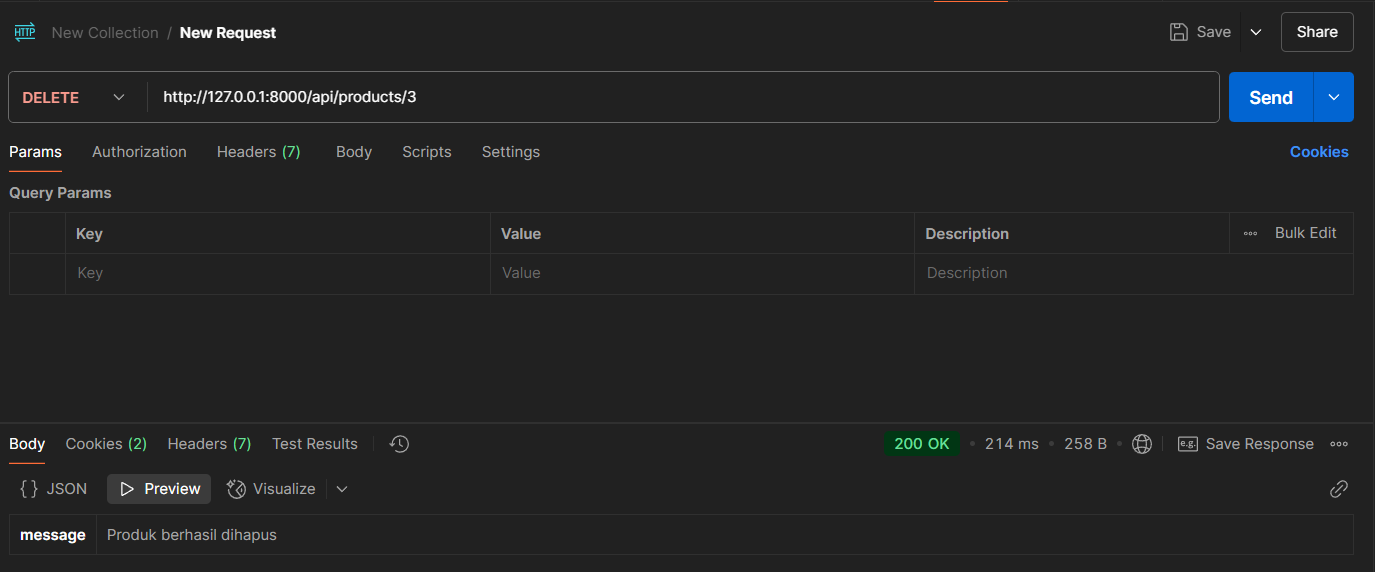 HTTP New Collection / New Request Save Share
DELETE http://127.0.0.1:8000/api/products/3 Send
Params Authorization Headers (7) Body Scripts Settings Cookies
Query Params
Key Value Description Bulk Edit
Key Value Description
Body Cookies (2) Headers (7) Test Results 200 OK • 214 ms • 258 B • e.g. Save Response
{} JSON Preview Visualize
message Produk berhasil dihapus